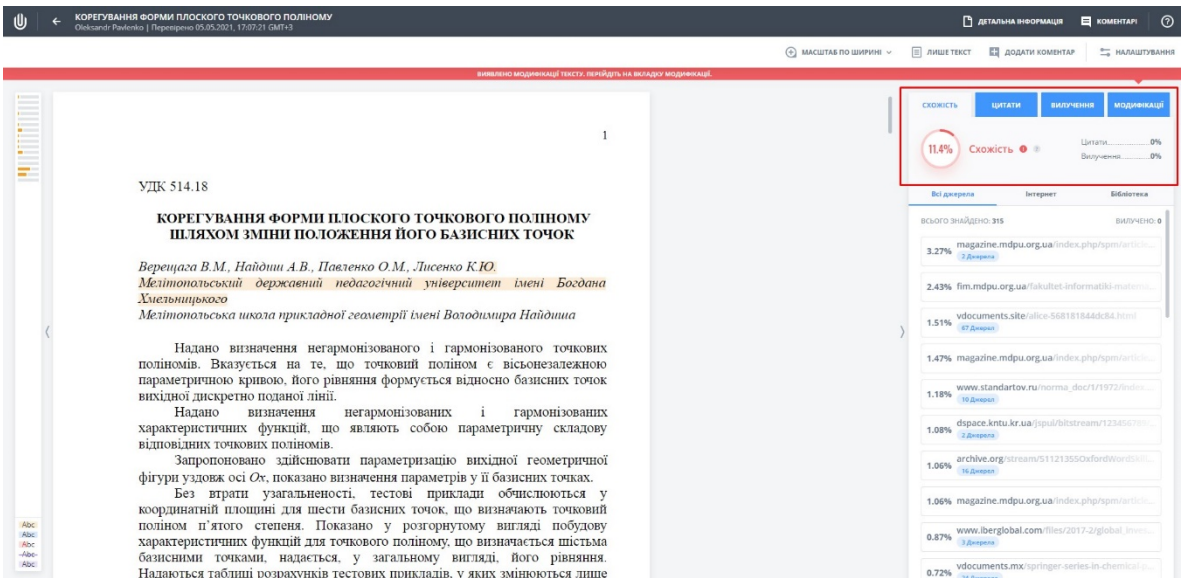 КОРЕГУВАННЯ ФОРМИ ПЛОСКОГО ТОЧКОВОГО ПОЛІНОМУ
Oleksandr Pavlenko | Перевірено 05.05.2021, 17:07:21 GMT+3
ДЕТАЛЬНА ІНФОРМАЦІЯ
КОМЕНТАРІ
МАСШТАБ ПО ШИРИНІ
ЛИШЕ ТЕКСТ
ДОДАТИ КОМЕНТАР
НАЛАШТУВАННЯ
ВИЯВЛЕНО МОДИФІКАЦІЇ ТЕКСТУ. ПЕРЕЙДІТЬ НА ВКЛАДКУ МОДИФІКАЦІЇ.
1
УДК 514.18
КОРЕГУВАННЯ ФОРМИ ПЛОСКОГО ТОЧКОВОГО ПОЛІНОМУ
ШЛЯХОМ ЗМІНИ ПОЛОЖЕННЯ ЙОГО БАЗИСНИХ ТОЧОК
Верещага В.М., Найдиш А.В., Павленко О.М., Лисенко К.Ю.
Мелітопольський державний педагогічний університет імені Богдана
Хмельницького
Мелітопольська школа прикладної геометрії імені Володимира Найдиша
Надано визначення негармонізованого і гармонізованого точкових
поліномів. Вказується на те, що точковий поліном є вісьонезалежною
параметричною кривою, його рівняння формується відносно базисних точок
вихідної дискретно поданої лінії.
Надано визначення негармонізованих і гармонізованих
характеристичних функцій, що являють собою параметричну складову
відповідних точкових поліномів.
Запропоновано здійснювати параметризацію вихідної геометричної
фігури уздовж осі Ox, показано визначення параметрів у її базисних точках.
Без втрати узагальненості, тестові приклади обчислюються у
координатній площині для шести базисних точок, що визначають точковий
поліном п’ятого степеня. Показано у розгорнутому вигляді побудову
характеристичних функцій для точкового поліному, що визначається шістьма
базисними точками, надається, у загальному вигляді, його рівняння.
Надаються таблиці розрахунків тестових прикладів, у яких змінюються лише
Abc
Abc
Abc
-Abc-
Abc
СХОЖІСТЬ
ЦИТАТИ
ВИЛУЧЕННЯ
МОДИФІКАЦІЇ
11.4%
Схожість
Цитати 0%
Вилучення 0%
Всі джерела
Інтернет
Бібліотека
ВСЬОГО ЗНАЙДЕНО: 315
ВИЛУЧЕНО: 0
3.27% magazine.mdpu.org.ua/index.php/spm/article...
2 Джерела
2.43% fim.mdpu.org.ua/fakultet-informatiki-matema...
1.51% vdocuments.site/alice-568181844dc84.html
67 Джерел
1.47% magazine.mdpu.org.ua/index.php/spm/article...
1.18% www.standartov.ru/norma_doc/1/1972/index...
10 Джерел
1.08% dspace.kntu.kr.ua/jspui/bitstream/123456789...
2 Джерела
1.06% archive.org/stream/51121355OxfordWordSkill...
16 Джерел
1.06% magazine.mdpu.org.ua/index.php/spm/article...
0.87% www.iberglobal.com/files/2017-2/global_inves...
3 Джерела
0.72% vdocuments.mx/springer-series-in-chemical-p...